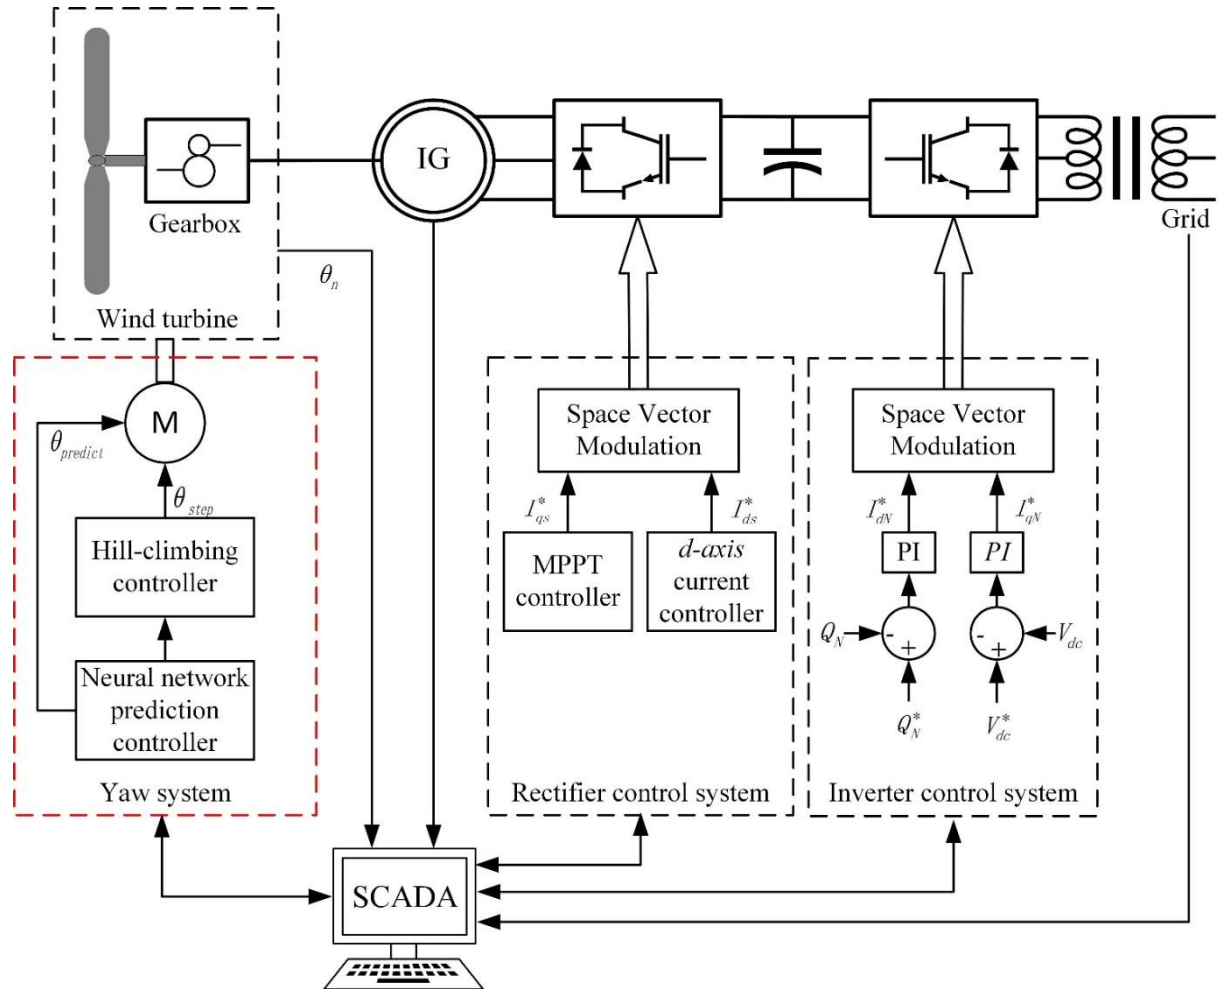 IG
Gearbox
Grid
θn
Wind turbine
M
θpredict
θstep
Hill-climbing
controller
Neural network
prediction
controller
Yaw system
Space Vector
Modulation
I*qs
I*ds
MPPT
controller
d-axis
current
controller
Rectifier control system
Space Vector
Modulation
I*dN
I*qN
PI
PI
QN
-
+
-
+
Vdc
Q*N
V*dc
Inverter control system
SCADA